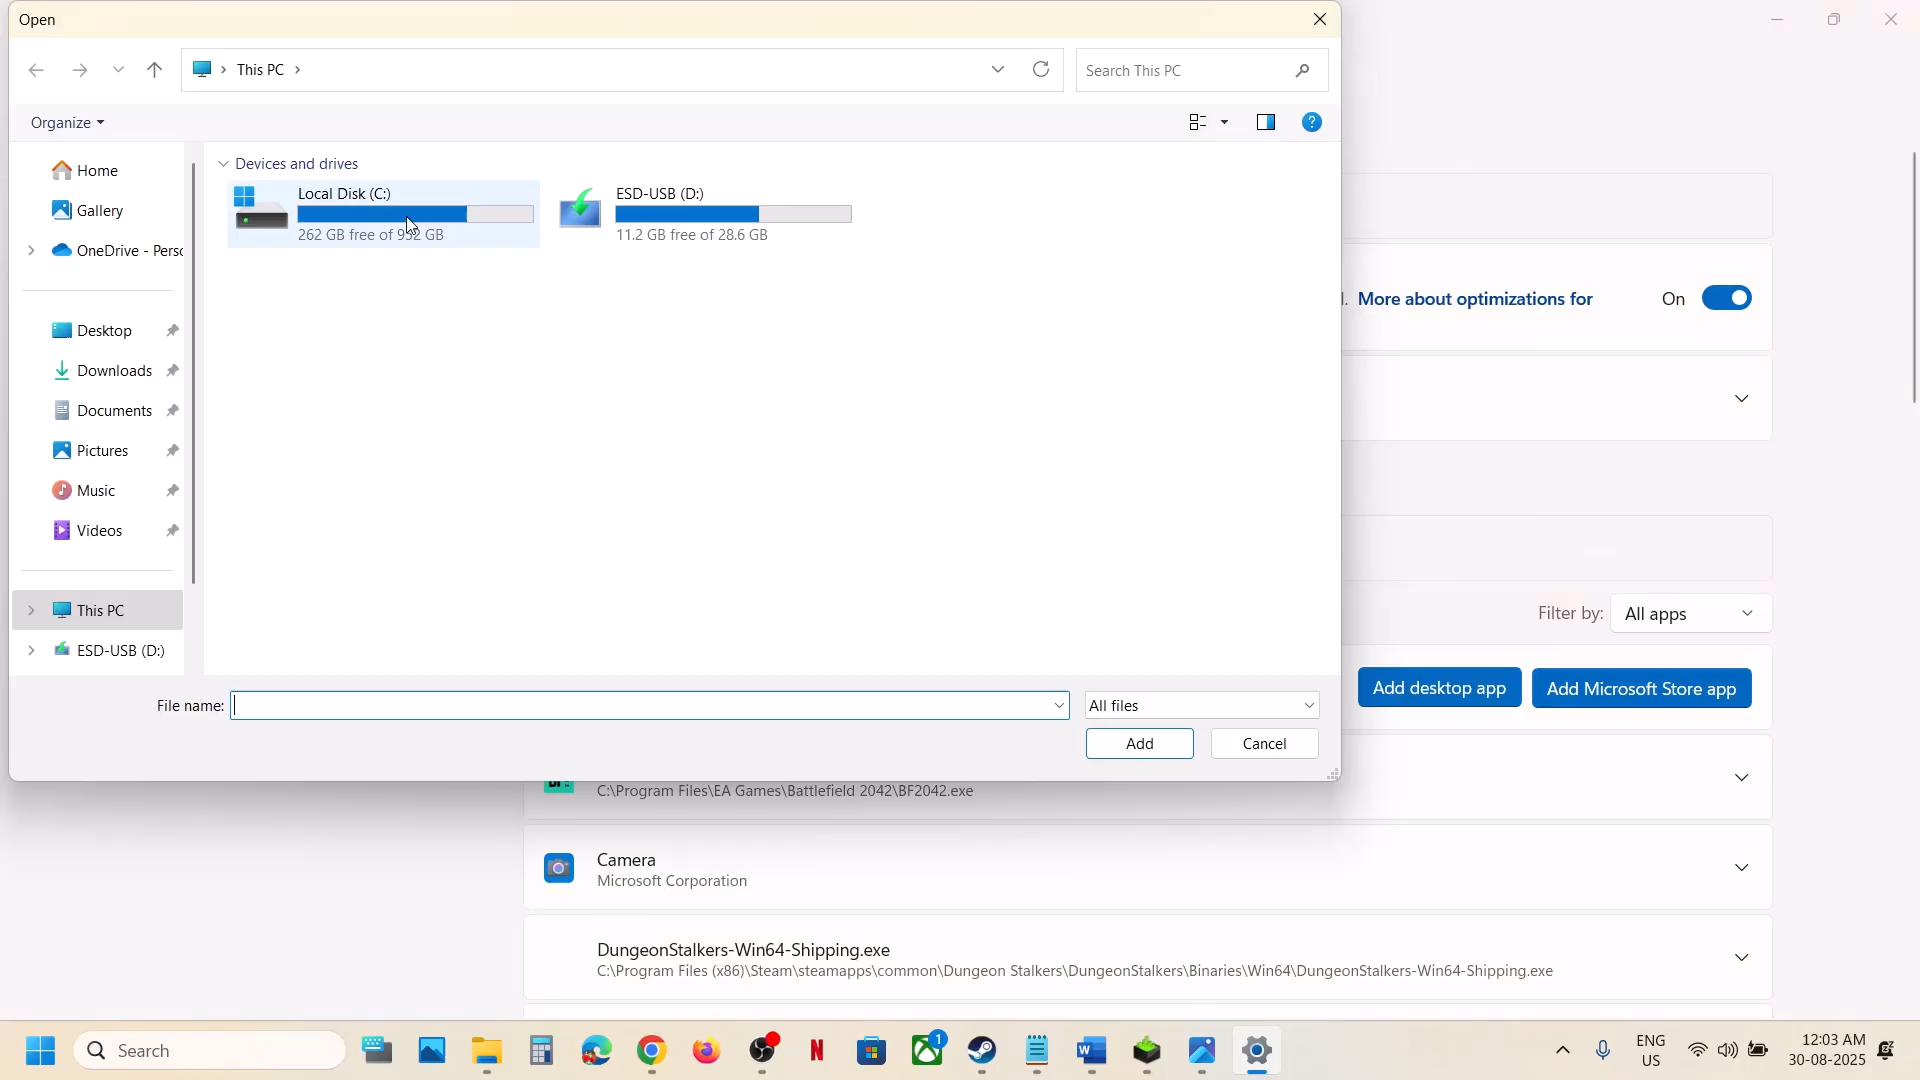 Open
This PC
Search This PC
Organize
Home
Gallery
OneDrive - Perso
Desktop
Downloads
Documents
Pictures
Music
Videos
This PC
ESD-USB (D:)
Devices and drives
Local Disk (C:)
262 GB free of 952 GB
ESD-USB (D:)
11.2 GB free of 28.6 GB
File name:
All files
Add
Cancel
l. More about optimizations for
On
Filter by:
All apps
Add desktop app
Add Microsoft Store app
C:\Program Files\EA Games\Battlefield 2042\BF2042.exe
Camera
Microsoft Corporation
DungeonStalkers-Win64-Shipping.exe
C:\Program Files (x86)\Steam\steamapps\common\Dungeon Stalkers\DungeonStalkers\Binaries\Win64\DungeonStalkers-Win64-Shipping.exe
Search
1
ENG
US
12:03 AM
30-08-2025